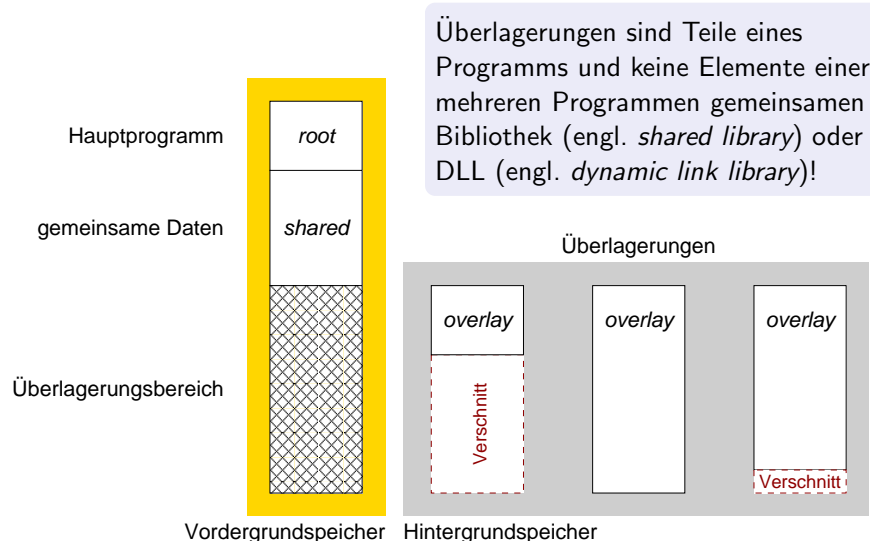 Überlagerungen sind Teile eines
Programms und keine Elemente einer
mehreren Programmen gemeinsamen
Bibliothek (engl. shared library) oder
DLL (engl. dynamic link library)!
Hauptprogramm
root
gemeinsame Daten
shared
Überlagerungen
overlay
overlay
overlay
Überlagerungsbereich
Verschnitt
Verschnitt
Vordergrundspeicher
Hintergrundspeicher